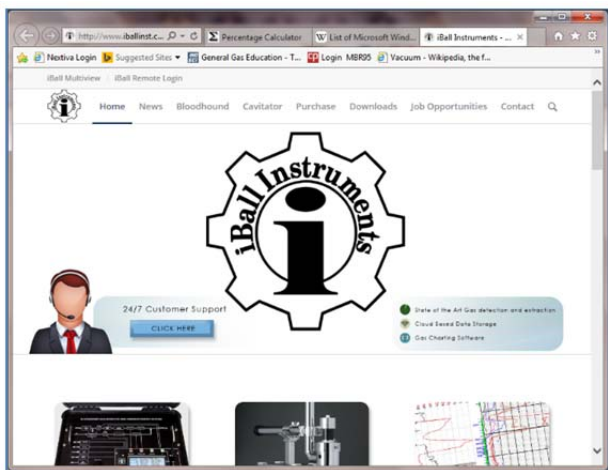 http://www.iballinst.c...
Percentage Calculator
List of Microsoft Wind...
iBall Instruments - ...
Nextiva Login
Suggested Sites
General Gas Education - T...
Login MBR95
Vacuum - Wikipedia, the f...
iBall Multiview
iBall Remote Login
Home News Bloodhound Cavitator Purchase Downloads Job Opportunities Contact
iBall Instruments
i
24/7 Customer Support
CLICK HERE
State of the Art Gas detection and extraction
Cloud Based Data Storage
Gas Charting Software